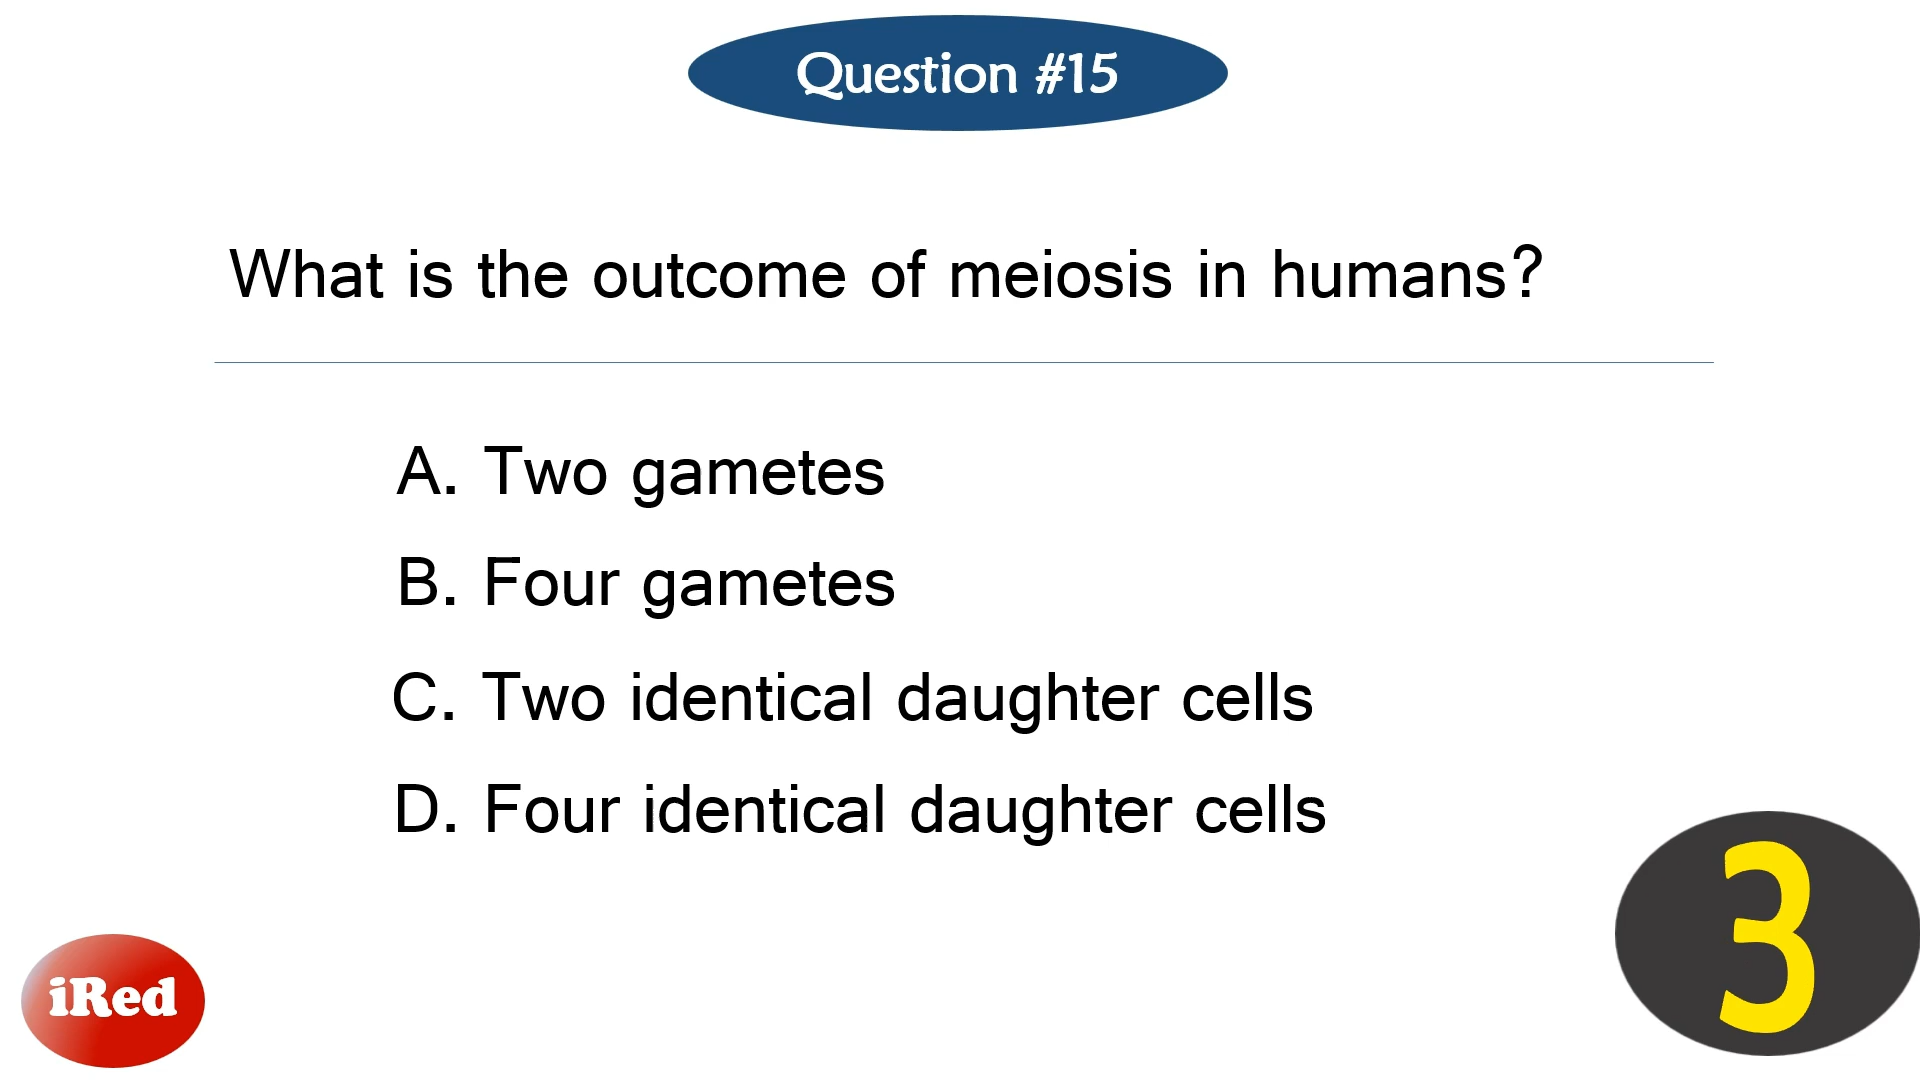 Question #15
What is the outcome of meiosis in humans?
A. Two gametes
B. Four gametes
C. Two identical daughter cells
D. Four identical daughter cells
3
iRed